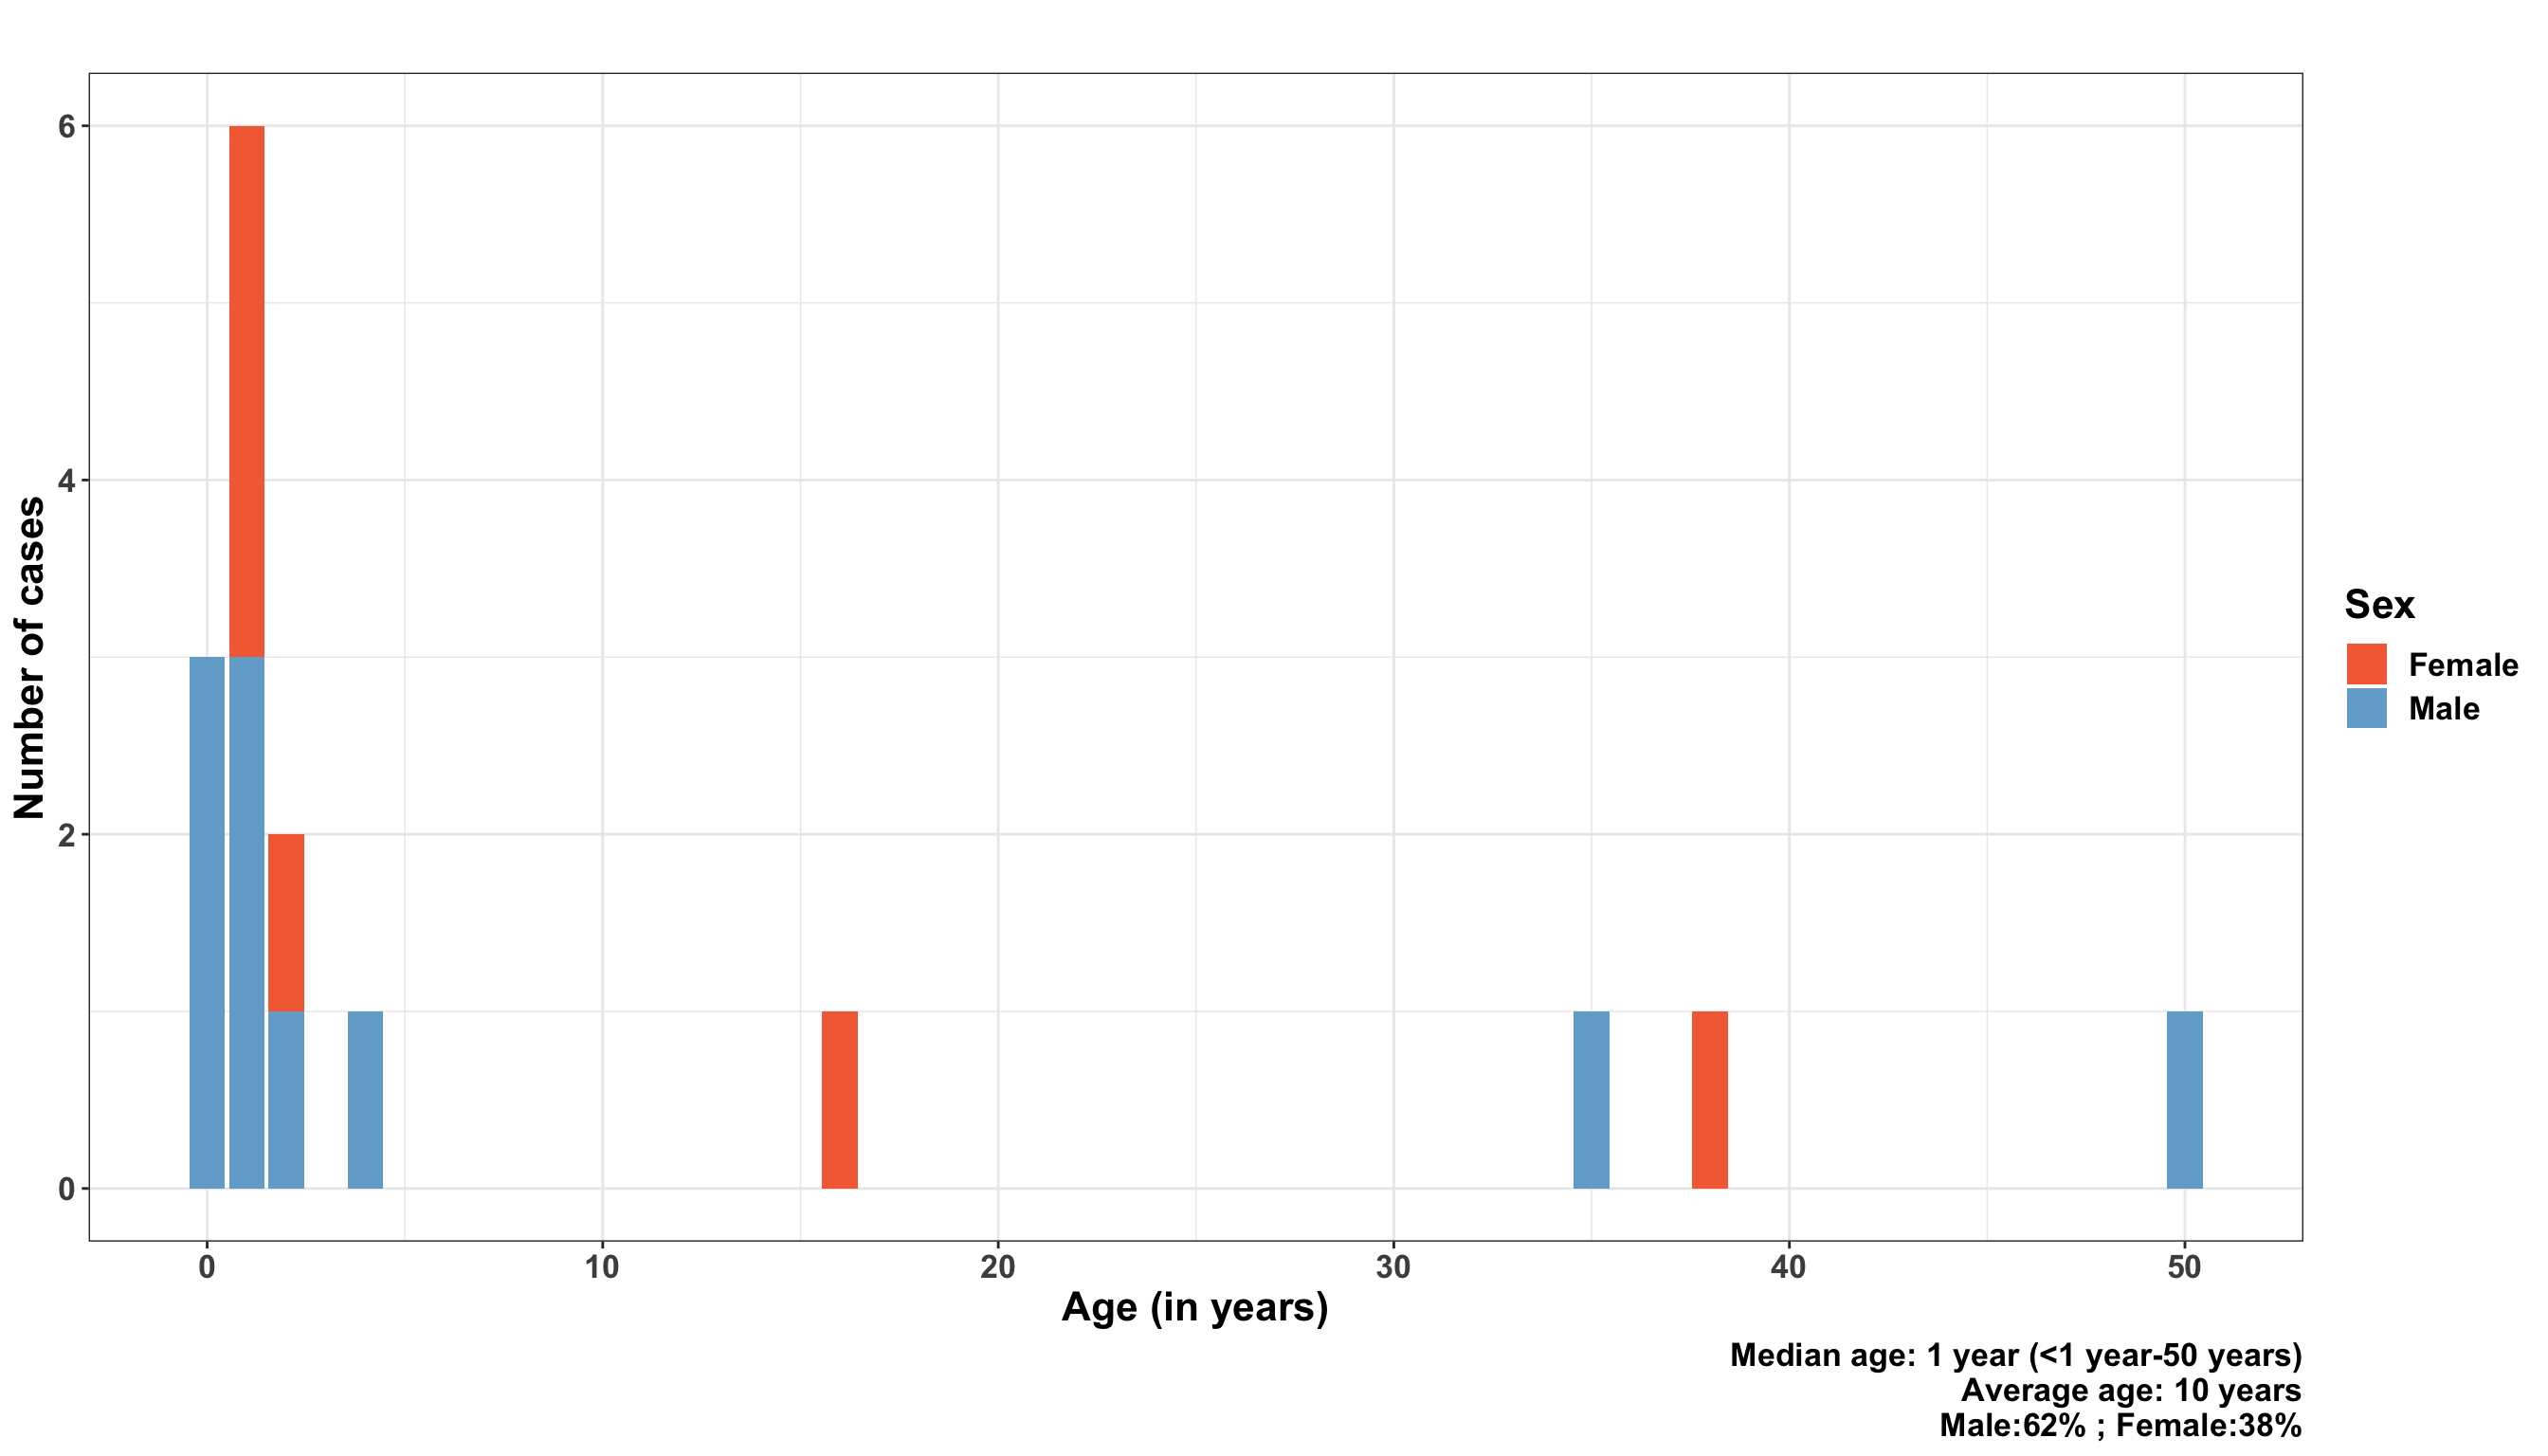 Number of cases
6
4
2
0
0 10 20 30 40 50
Age (in years)
Sex
Female
Male
Median age: 1 year (<1 year-50 years)
Average age: 10 years
Male:62% ; Female:38%